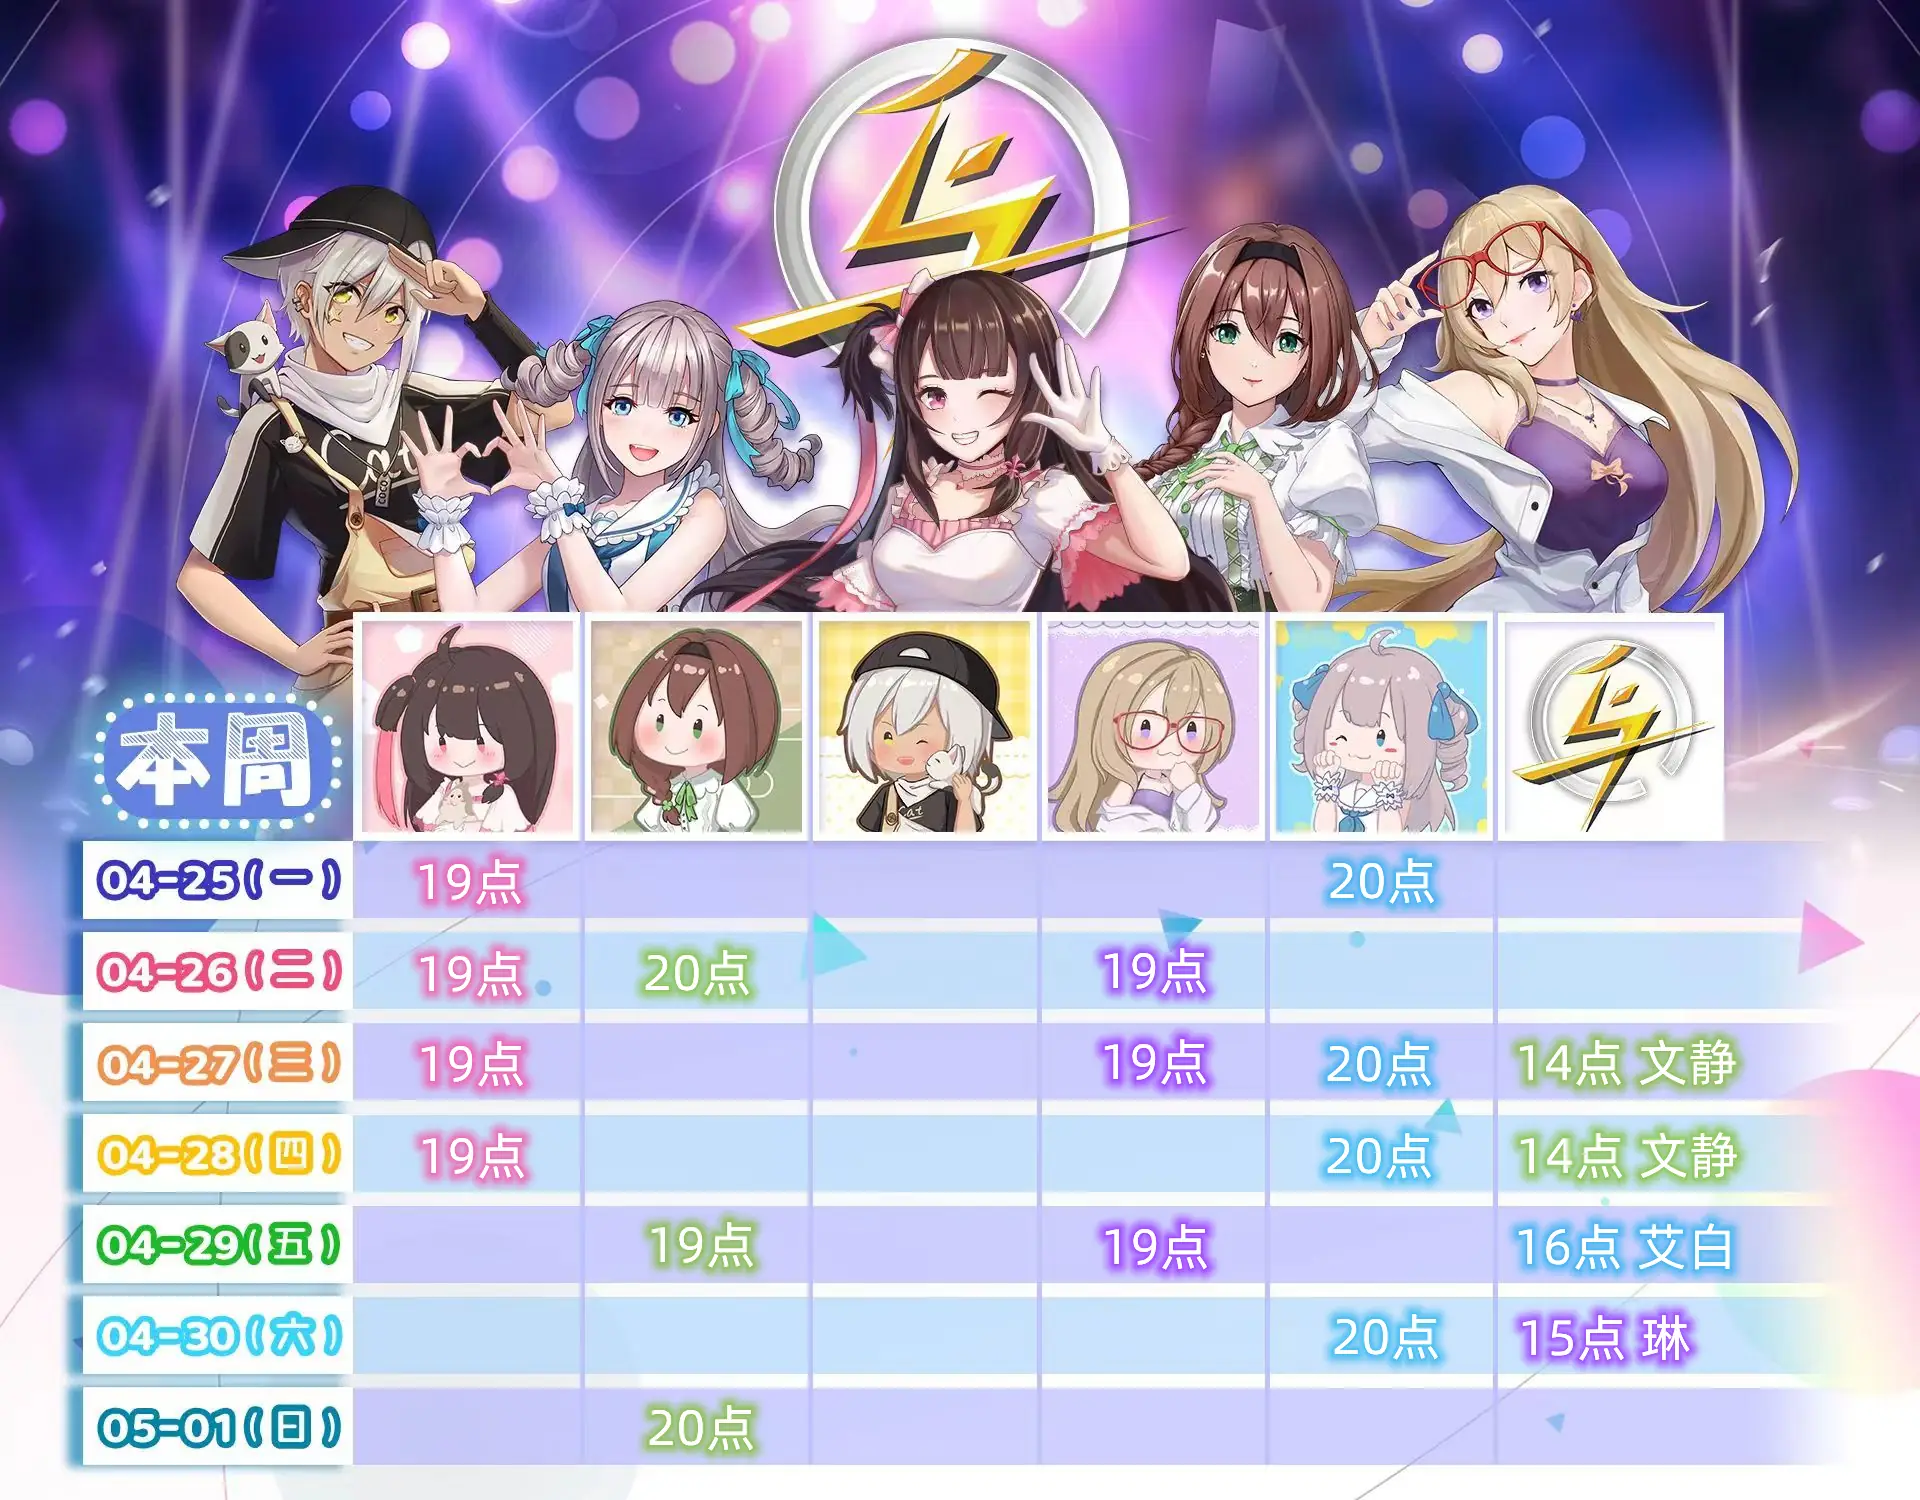 本周
04-25(一) 19点 20点
04-26(二) 19点 20点 19点
04-27(三) 19点 19点 20点 14点 文静
04-28(四) 19点 20点 14点 文静
04-29(五) 19点 19点 16点 艾白
04-30(六) 20点 15点 琳
05-01(日) 20点